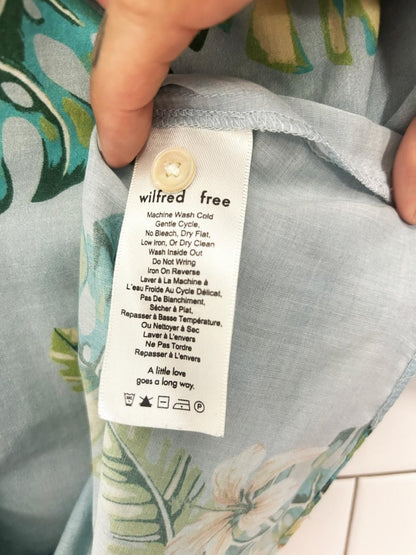 wilfred free
Machine Wash Cold
Gentle Cycle,
No Bleach, Dry Flat,
Low Iron, Or Dry Clean
Wash Inside Out
Do Not Wring
Iron On Reverse
Laver à La Machine à
L'eau Froide Au Cycle Délicat,
Pas De Blanchiment,
Sécher à Plat,
Repasser à Basse Température,
Ou Nettoyer à Sec
Laver à L'envers
Ne Pas Tordre
Repasser à L'envers
A little love
goes a long way.
P